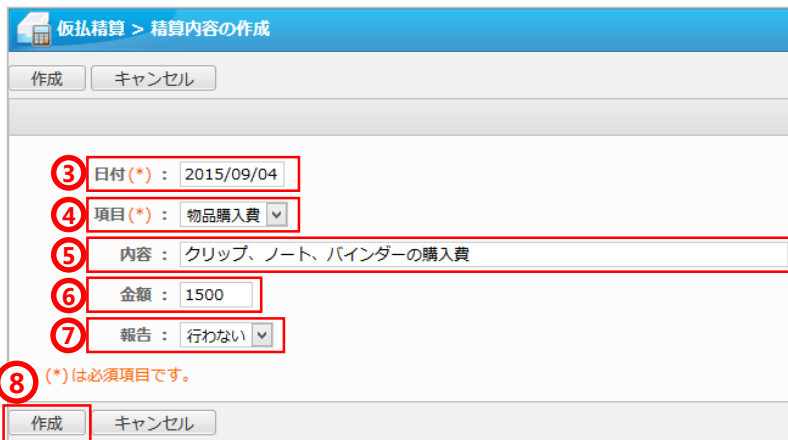 仮払精算 > 精算内容の作成
作成 キャンセル
③ 日付(*) : 2015/09/04
④ 項目(*) : 物品購入費
⑤ 内容 : クリップ、ノート、バインダーの購入費
⑥ 金額 : 1500
⑦ 報告 : 行わない
(*)は必須項目です。
⑧ 作成 キャンセル